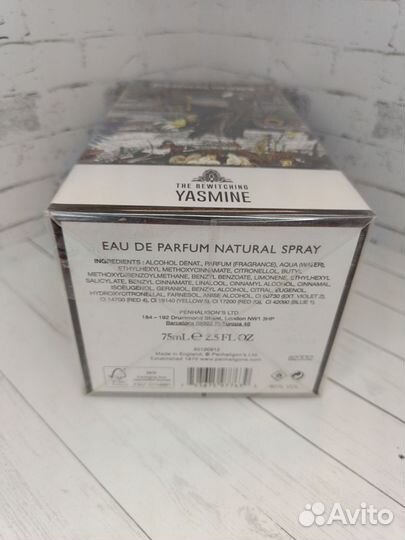 THE BEWITCHING
YASMINE
EAU DE PARFUM NATURAL SPRAY
INGREDIENTS : ALCOHOL DENAT., PARFUM (FRAGRANCE), AQUA (WATER),
ETHYLHEXYL METHOXYCINNAMATE, CITRONELLOL, BUTYL
METHOXYDIBENZOYLMETHANE, BENZYL BENZOATE, LIMONENE, ETHYLHEXYL
SALICYLATE, BENZYL CINNAMATE, LINALOOL, CINNAMYL ALCOHOL, CINNAMAL,
ISOEUGENOL, GERANIOL, BENZYL ALCOHOL, CITRAL, EUGENOL,
HYDROXYCITRONELLAL, FARNESOL, ANISE ALCOHOL, CI 60730 (EXT. VIOLET 2),
CI 14700 (RED 4), CI 19140 (YELLOW 5), CI 17200 (RED 33), CI 42090 (BLUE 1).
PENHALIGON'S LTD
184 – 192 Drummond Street, London NW1 3HP
Barcelona
75mL ℮ 2.5 FL OZ
Made in England, © Penhaligon's Ltd
Established 1870 www.penhaligons.com
FSC
MIX
Avito